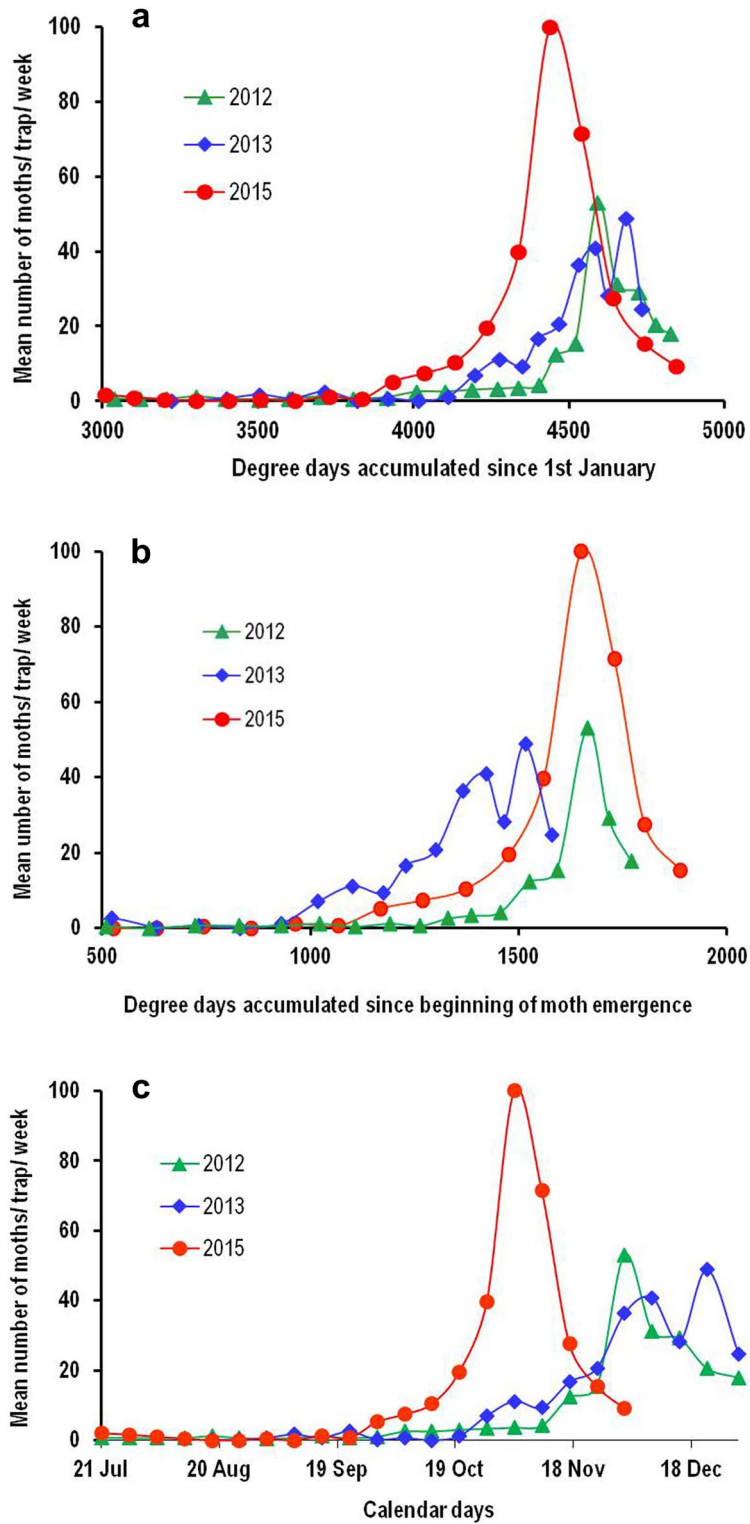 a
Mean number of moths/ trap/ week
100
80
60
40
20
0
2012
2013
2015
3000 3500 4000 4500 5000
Degree days accumulated since 1st January
b
Mean umber of moths/ trap/ week
100
80
60
40
20
0
2012
2013
2015
500 1000 1500 2000
Degree days accumulated since beginning of moth emergence
c
Mean number of moths/ trap/ week
100
80
60
40
20
0
2012
2013
2015
21 Jul 20 Aug 19 Sep 19 Oct 18 Nov 18 Dec
Calendar days